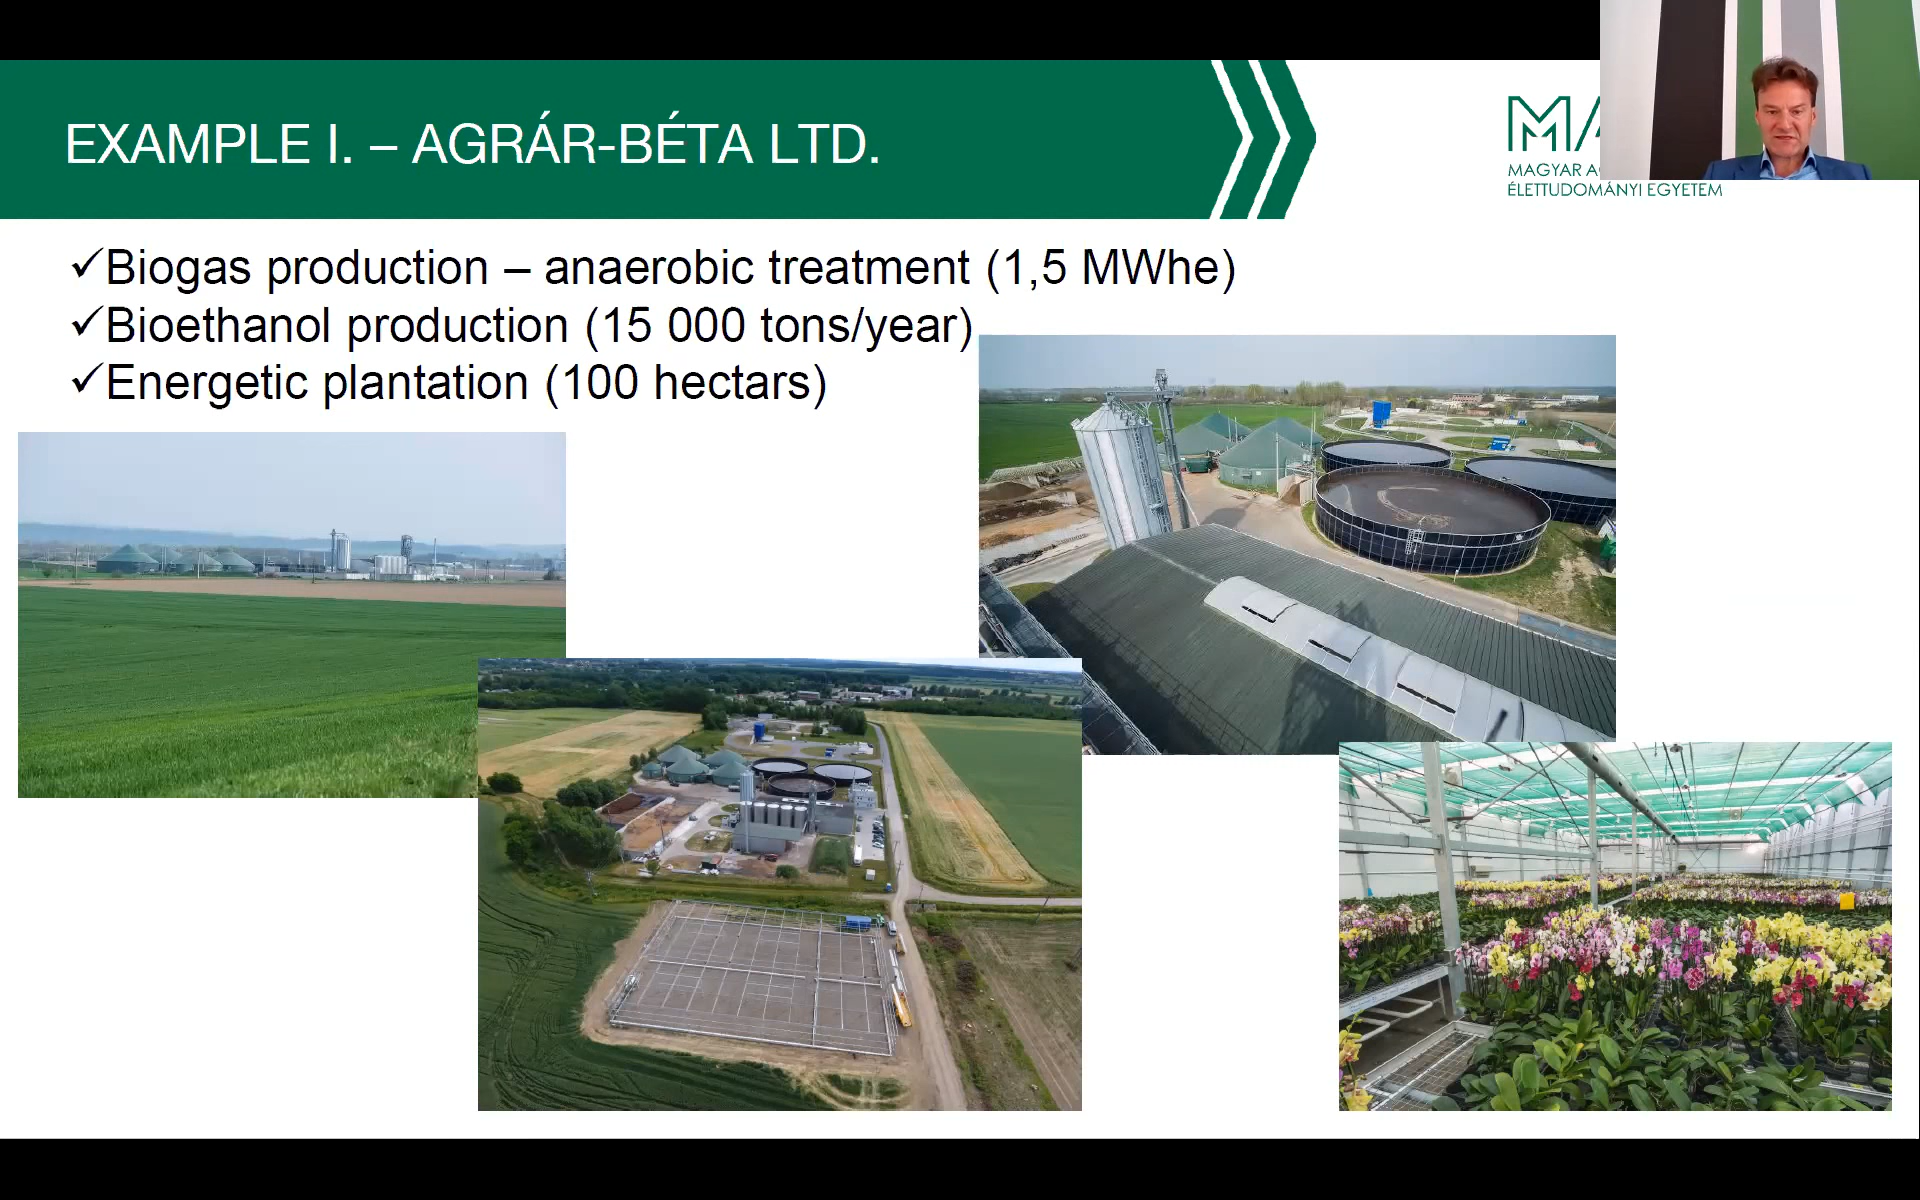 EXAMPLE I. – AGRÁR-BÉTA LTD.
MAGYAR
ÉLETTUDOMÁNYI EGYETEM
✓Biogas production – anaerobic treatment (1,5 MWhe)
✓Bioethanol production (15 000 tons/year)
✓Energetic plantation (100 hectars)